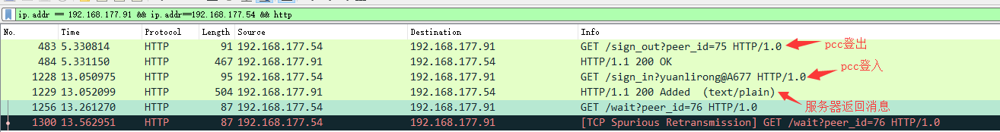 ip.addr == 192.168.177.91 && ip.addr==192.168.177.54 && http
No. Time Protocol Length Source Destination Info
483 5.330814 HTTP 91 192.168.177.54 192.168.177.91 GET /sign_out?peer_id=75 HTTP/1.0 pcc登出
484 5.331150 HTTP 467 192.168.177.91 192.168.177.54 HTTP/1.1 200 OK
1228 13.050975 HTTP 95 192.168.177.54 192.168.177.91 GET /sign_in?yuanlirong@A677 HTTP/1.0 pcc登入
1229 13.052099 HTTP 504 192.168.177.91 192.168.177.54 HTTP/1.1 200 Added (text/plain) 服务器返回消息
1256 13.261270 HTTP 87 192.168.177.54 192.168.177.91 GET /wait?peer_id=76 HTTP/1.0
1300 13.562951 HTTP 87 192.168.177.54 192.168.177.91 [TCP Spurious Retransmission] GET /wait?peer_id=76 HTTP/1.0